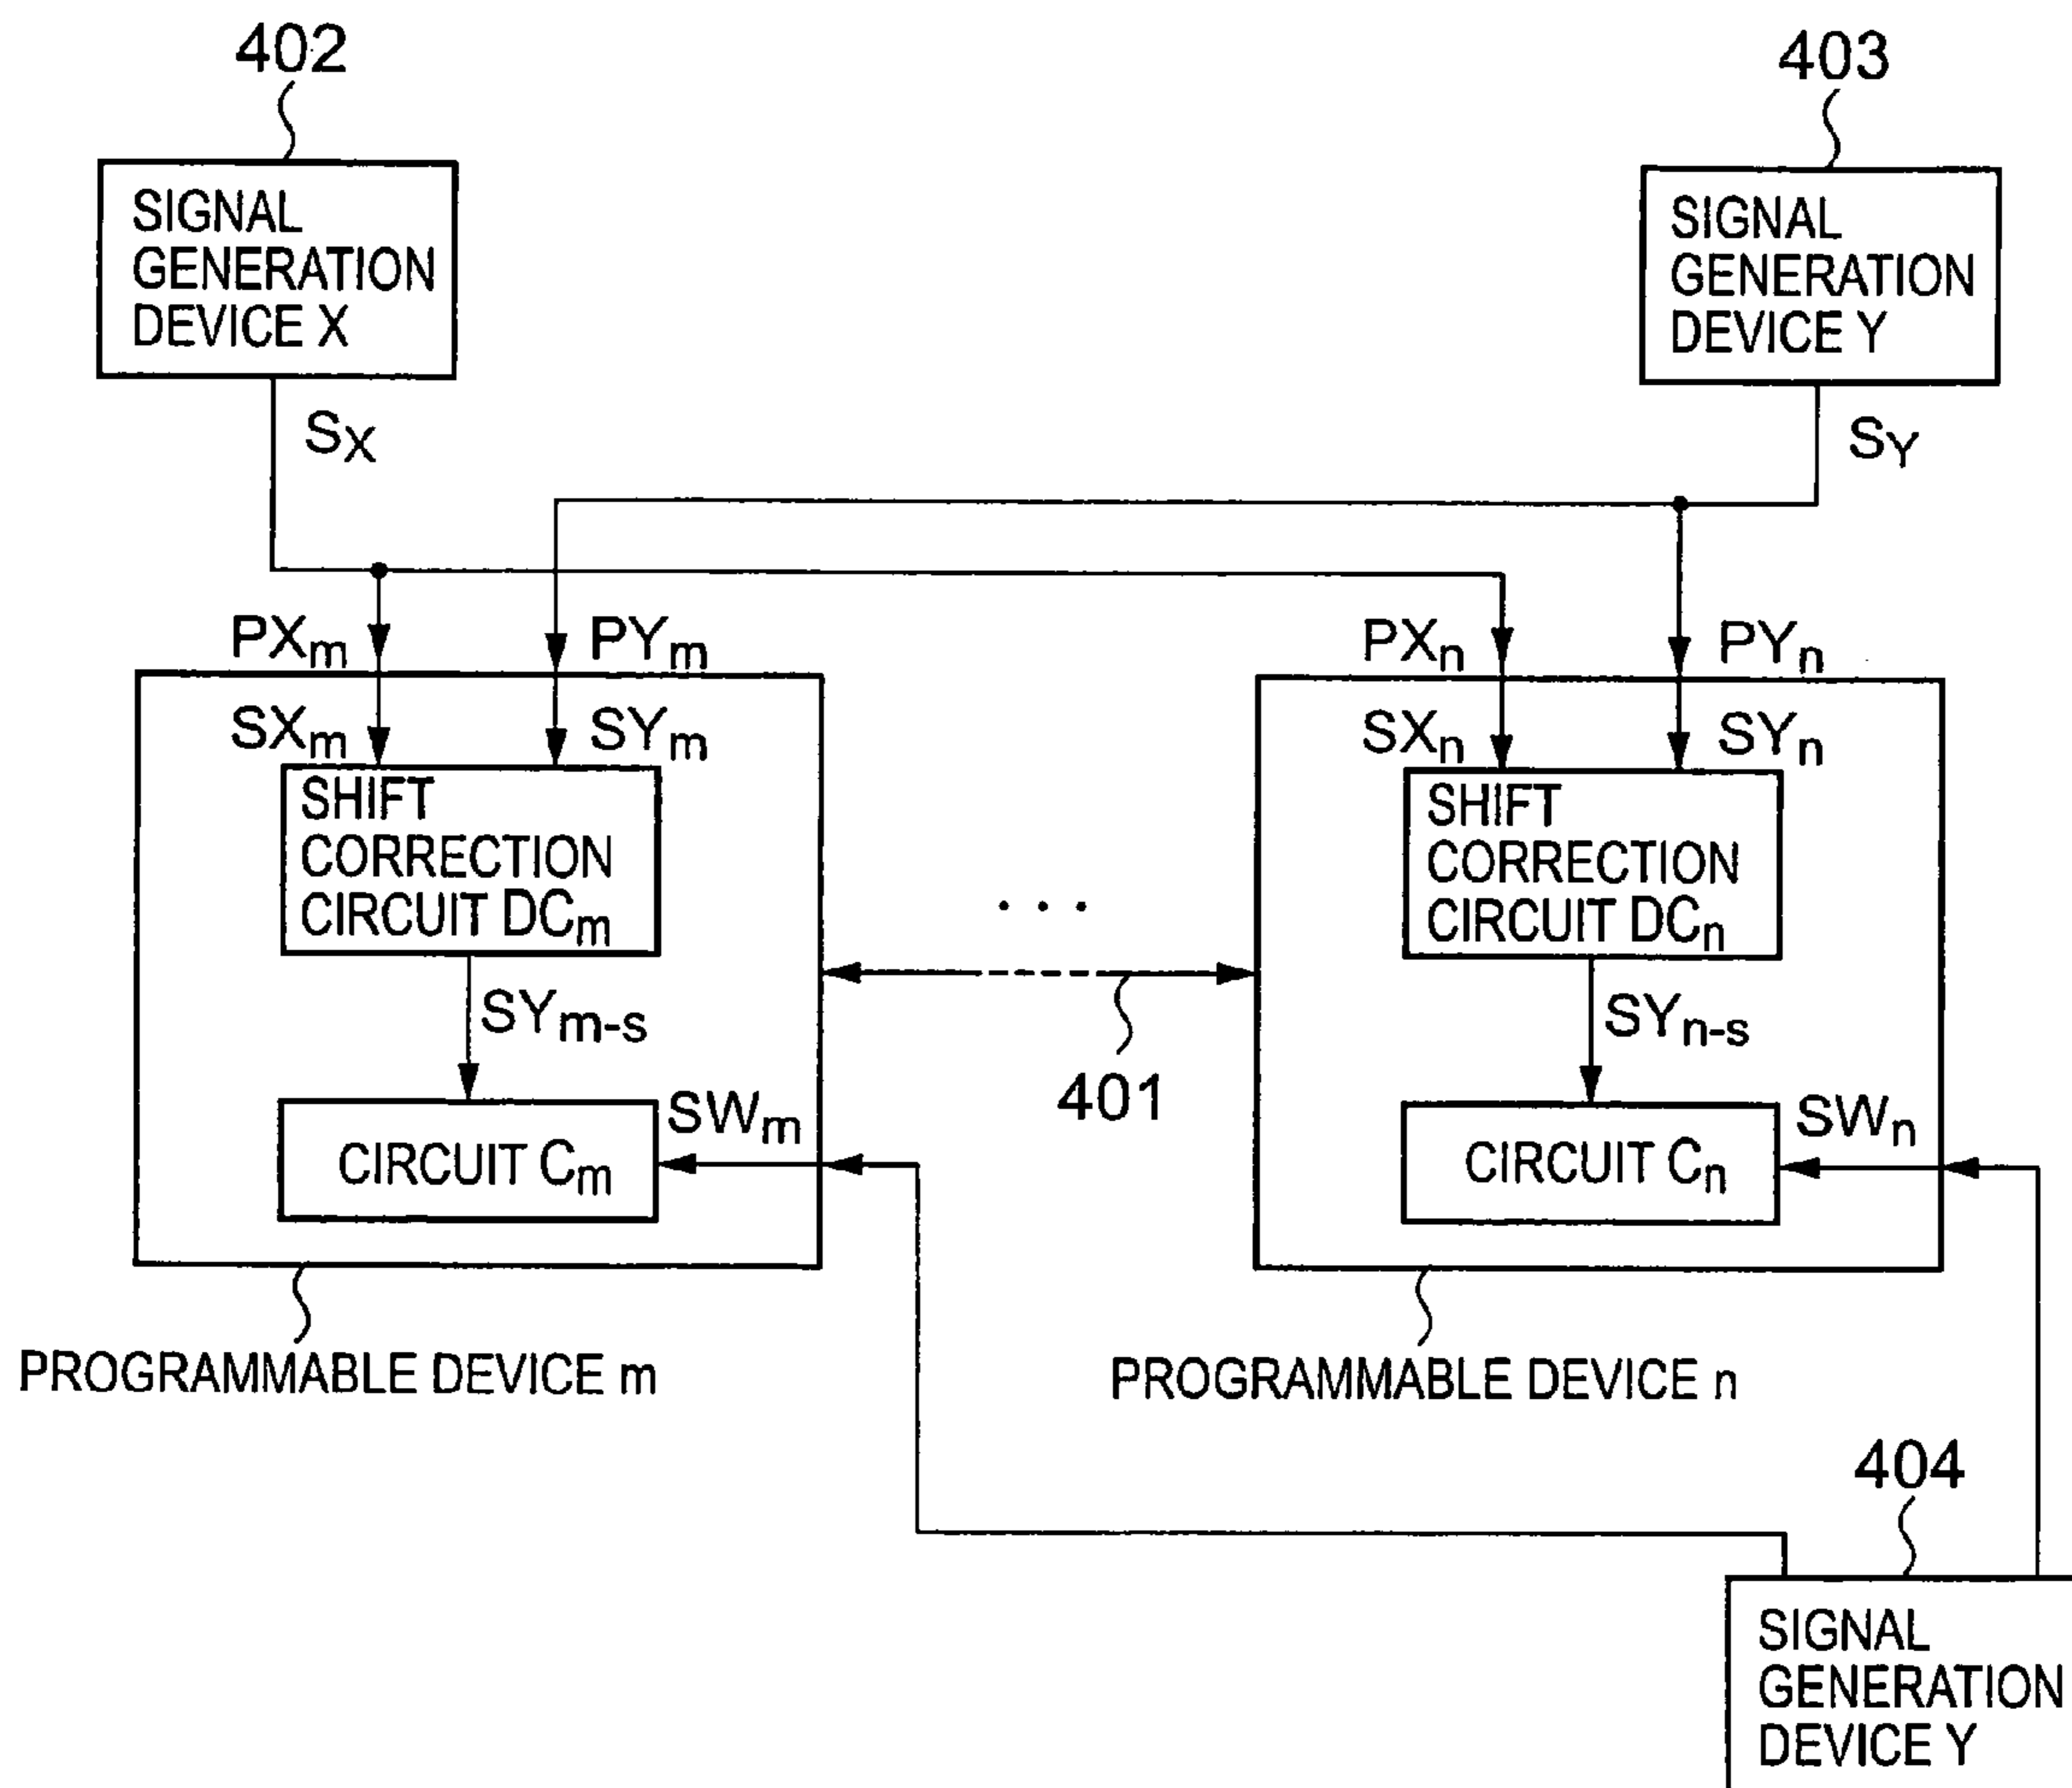 402
403
SIGNAL
GENERATION
DEVICE X
SIGNAL
GENERATION
DEVICE Y
SX
SY
PXm
PYm
PXn
PYn
SXm
SYm
SXn
SYn
SHIFT
CORRECTION
CIRCUIT DCm
. . .
SHIFT
CORRECTION
CIRCUIT DCn
SYm-s
401
SYn-s
CIRCUIT Cm
SWm
CIRCUIT Cn
SWn
PROGRAMMABLE DEVICE m
PROGRAMMABLE DEVICE n
404
SIGNAL
GENERATION
DEVICE Y